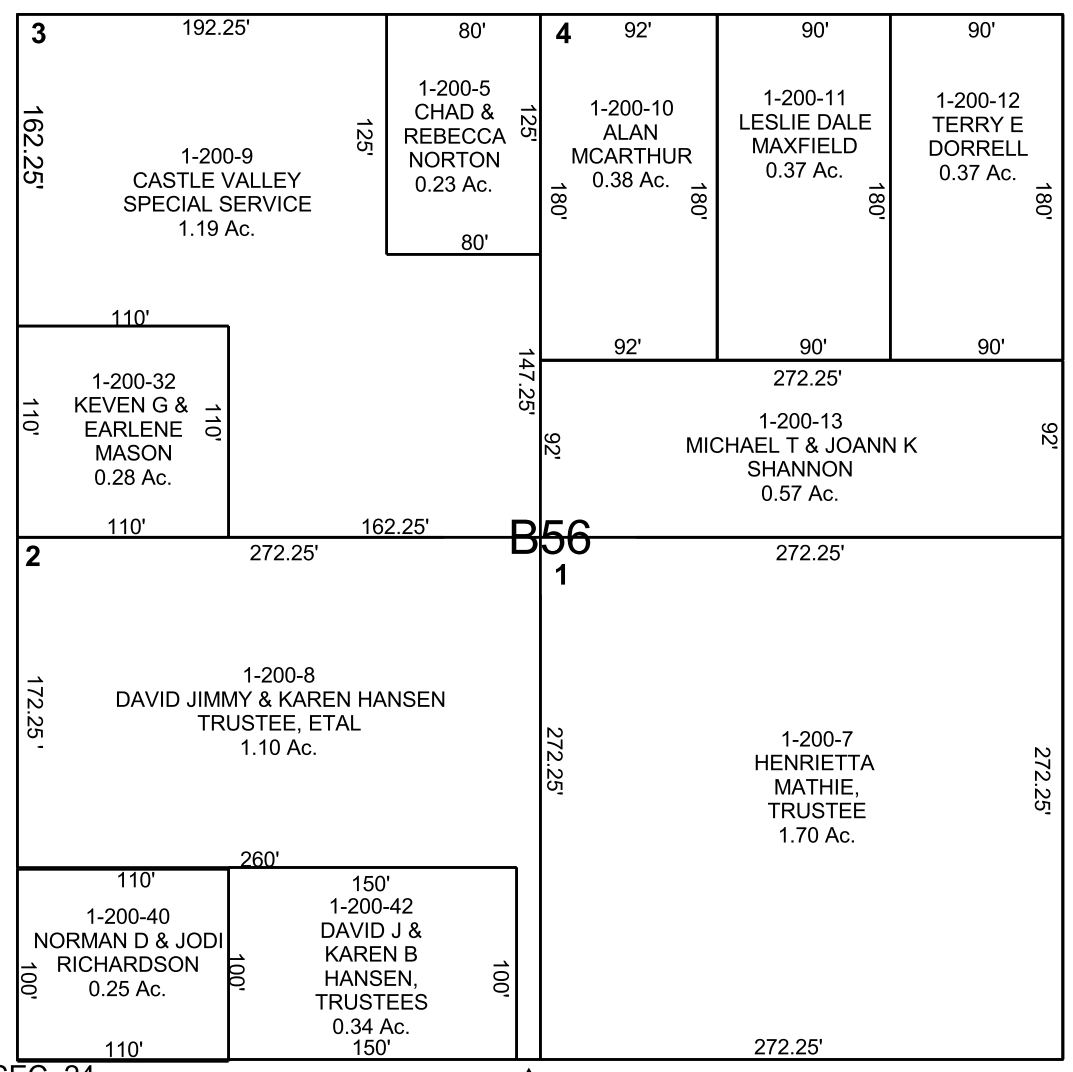 3
192.25'
162.25'
1-200-9
CASTLE VALLEY
SPECIAL SERVICE
1.19 Ac.
125'
80'
1-200-5
CHAD &
REBECCA
NORTON
0.23 Ac.
125'
80'
4
92'
1-200-10
ALAN
MCARTHUR
0.38 Ac.
180'
180'
92'
90'
1-200-11
LESLIE DALE
MAXFIELD
0.37 Ac.
180'
90'
90'
1-200-12
TERRY E
DORRELL
0.37 Ac.
180'
90'
110'
110'
1-200-32
KEVEN G &
EARLENE
MASON
0.28 Ac.
110'
110'
147.25'
162.25'
272.25'
92'
1-200-13
MICHAEL T & JOANN K
SHANNON
0.57 Ac.
92'
B56
2
272.25'
172.25 '
1-200-8
DAVID JIMMY & KAREN HANSEN
TRUSTEE, ETAL
1.10 Ac.
260'
1
272.25'
272.25'
1-200-7
HENRIETTA
MATHIE,
TRUSTEE
1.70 Ac.
272.25'
272.25'
110'
1-200-40
NORMAN D & JODI
RICHARDSON
0.25 Ac.
100'
100'
110'
150'
1-200-42
DAVID J &
KAREN B
HANSEN,
TRUSTEES
0.34 Ac.
100'
150'